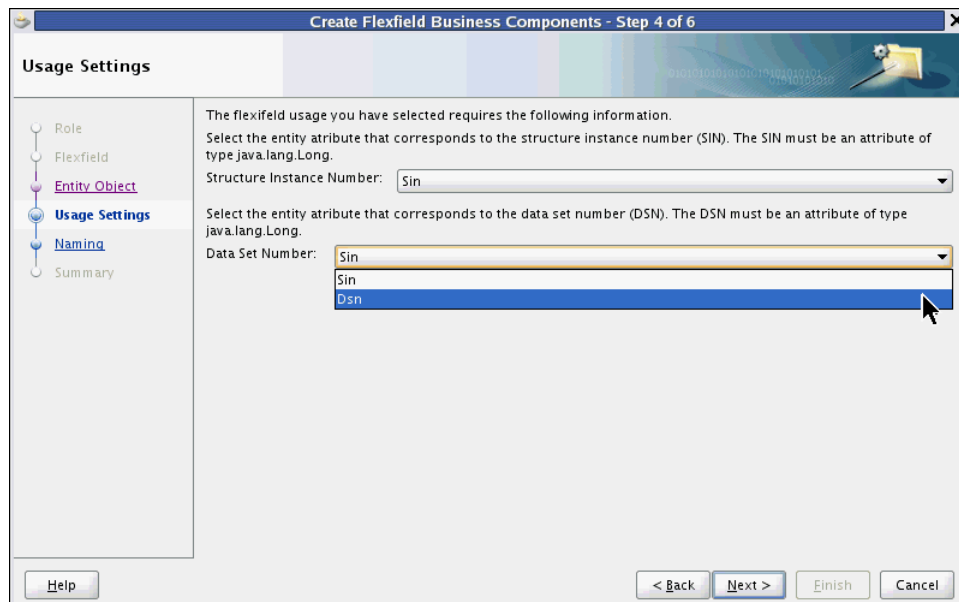 Create Flexfield Business Components - Step 4 of 6
Usage Settings
Role
Flexfield
Entity Object
Usage Settings
Naming
Summary
The flexifeld usage you have selected requires the following information.
Select the entity atribute that corresponds to the structure instance number (SIN). The SIN must be an attribute of
type java.lang.Long.
Structure Instance Number: Sin
Select the entity atribute that corresponds to the data set number (DSN). The DSN must be an attribute of type
java.lang.Long.
Data Set Number: Sin
Sin
Dsn
Help
< Back
Next >
Finish
Cancel